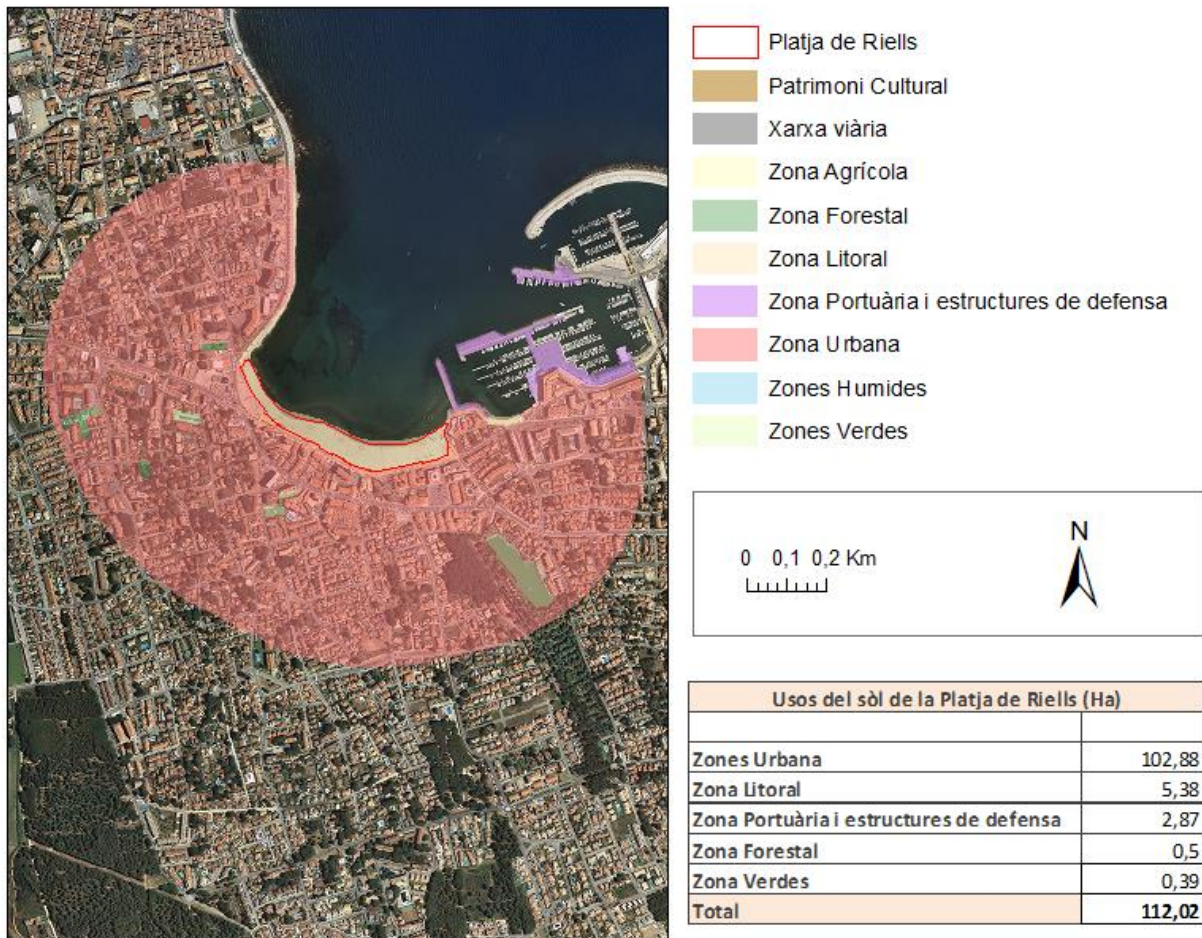 Platja de Riells
Patrimoni Cultural
Xarxa viària
Zona Agrícola
Zona Forestal
Zona Litoral
Zona Portuària i estructures de defensa
Zona Urbana
Zones Humides
Zones Verdes
0 0,1 0,2 Km
N
Usos del sòl de la Platja de Riells (Ha)
Zones Urbana 102,88
Zona Litoral 5,38
Zona Portuària i estructures de defensa 2,87
Zona Forestal 0,5
Zona Verdes 0,39
Total 112,02